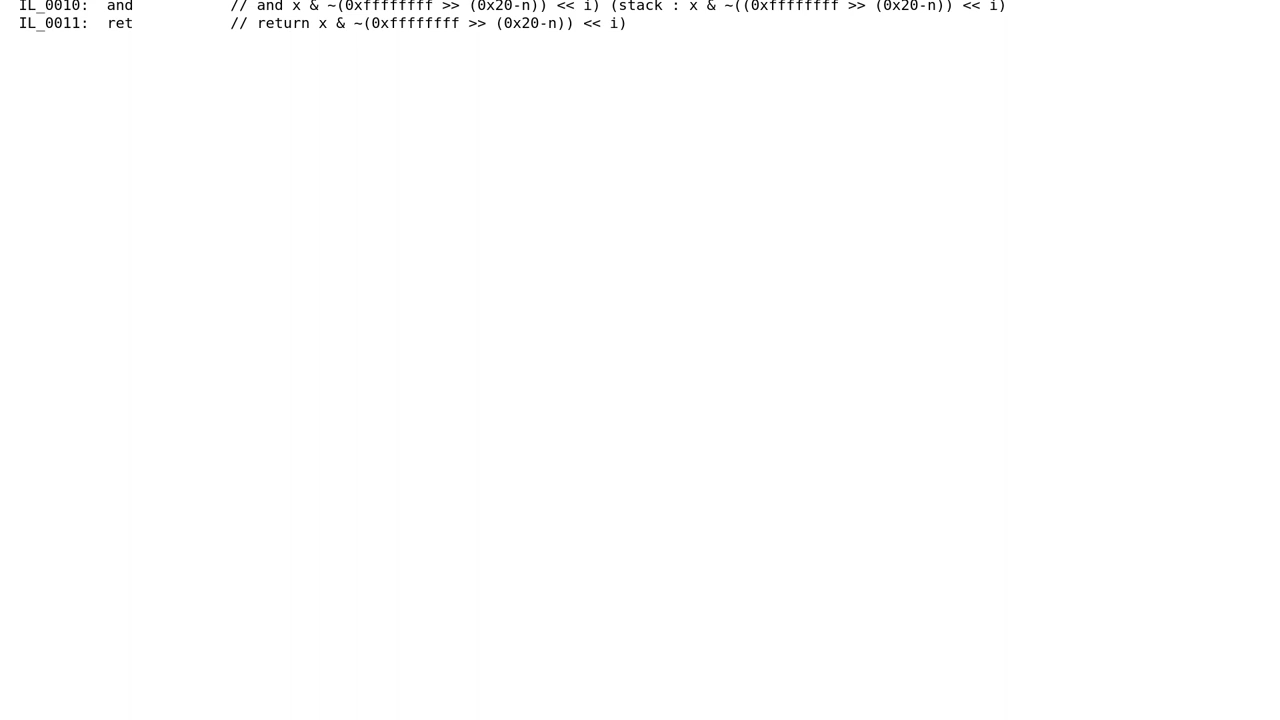 IL_0010:  and           // and x & ~(0xffffffff >> (0x20-n)) << i) (stack : x & ~((0xffffffff >> (0x20-n)) << i)
IL_0011:  ret           // return x & ~(0xffffffff >> (0x20-n)) << i)